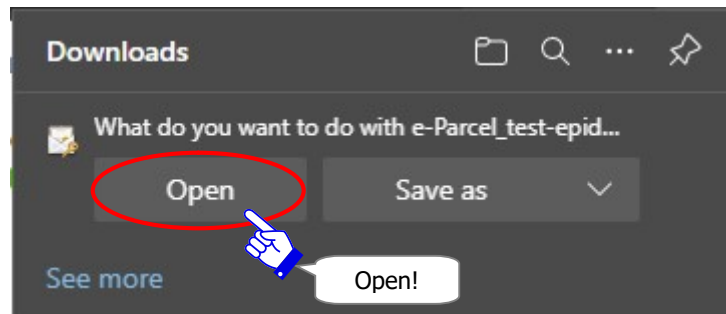 Downloads
What do you want to do with e-Parcel_test-epid...
Open
Save as
See more
Open!